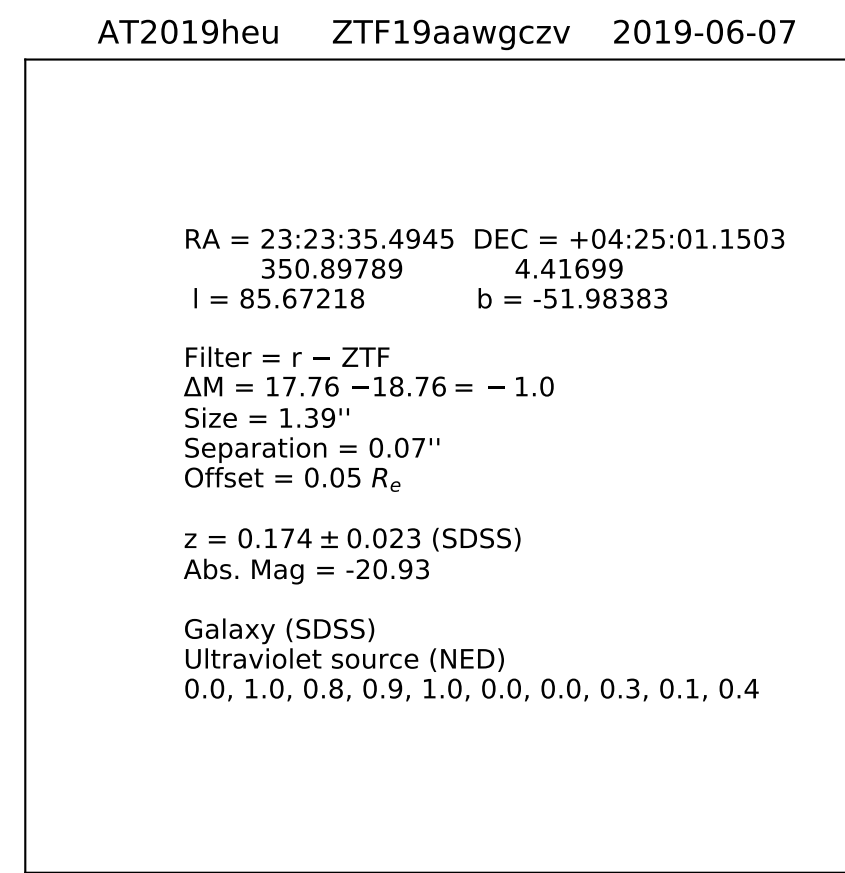 AT2019heu ZTF19aawgczv 2019-06-07
RA = 23:23:35.4945 DEC = +04:25:01.1503
350.89789 4.41699
l = 85.67218 b = -51.98383
Filter = r − ZTF
ΔM = 17.76 −18.76 = − 1.0
Size = 1.39''
Separation = 0.07''
Offset = 0.05 Rₑ
z = 0.174 ± 0.023 (SDSS)
Abs. Mag = -20.93
Galaxy (SDSS)
Ultraviolet source (NED)
0.0, 1.0, 0.8, 0.9, 1.0, 0.0, 0.0, 0.3, 0.1, 0.4